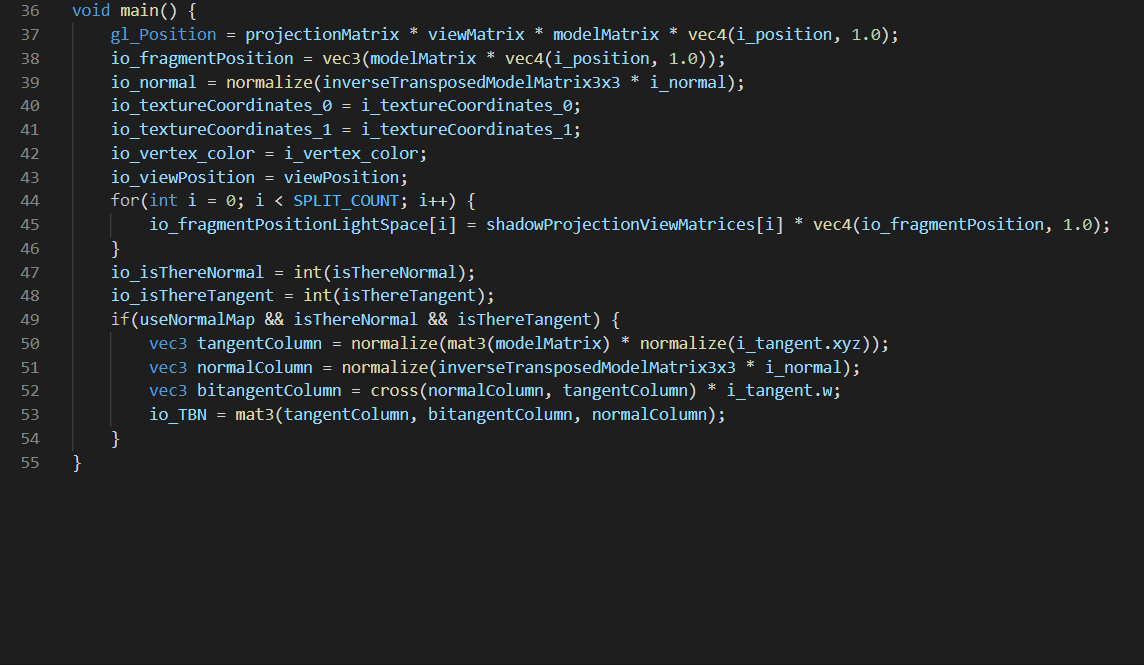 36 void main() {
37 gl_Position = projectionMatrix * viewMatrix * modelMatrix * vec4(i_position, 1.0);
38 io_fragmentPosition = vec3(modelMatrix * vec4(i_position, 1.0));
39 io_normal = normalize(inverseTransposedModelMatrix3x3 * i_normal);
40 io_textureCoordinates_0 = i_textureCoordinates_0;
41 io_textureCoordinates_1 = i_textureCoordinates_1;
42 io_vertex_color = i_vertex_color;
43 io_viewPosition = viewPosition;
44 for(int i = 0; i < SPLIT_COUNT; i++) {
45 io_fragmentPositionLightSpace[i] = shadowProjectionViewMatrices[i] * vec4(io_fragmentPosition, 1.0);
46 }
47 io_isThereNormal = int(isThereNormal);
48 io_isThereTangent = int(isThereTangent);
49 if(useNormalMap && isThereNormal && isThereTangent) {
50 vec3 tangentColumn = normalize(mat3(modelMatrix) * normalize(i_tangent.xyz));
51 vec3 normalColumn = normalize(inverseTransposedModelMatrix3x3 * i_normal);
52 vec3 bitangentColumn = cross(normalColumn, tangentColumn) * i_tangent.w;
53 io_TBN = mat3(tangentColumn, bitangentColumn, normalColumn);
54 }
55 }